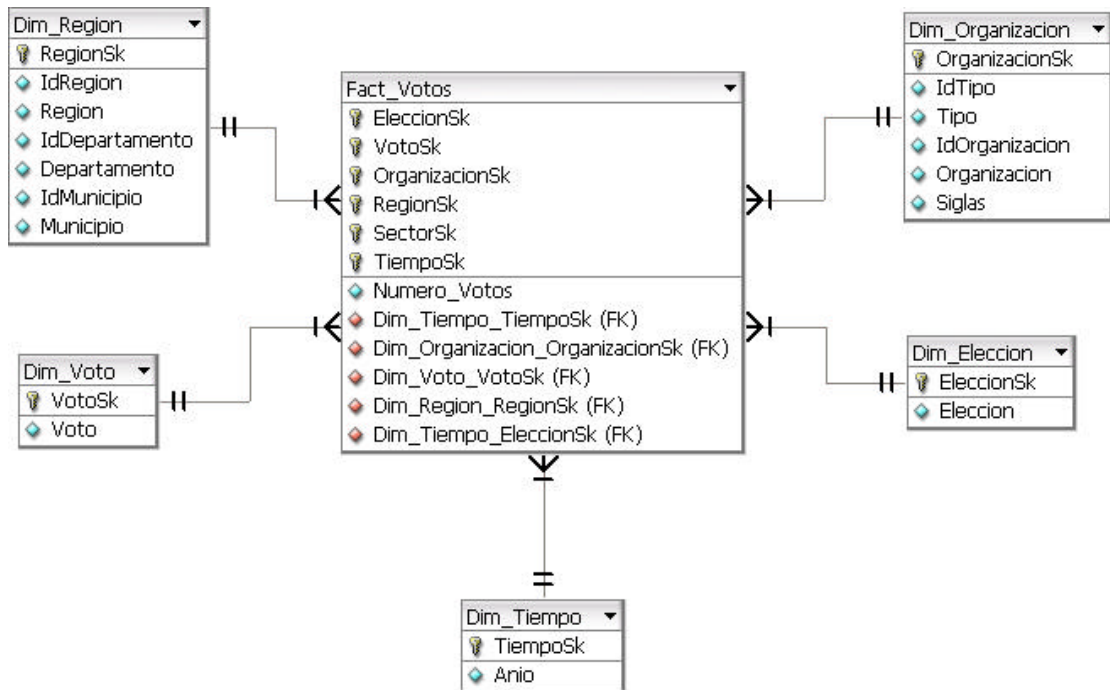 Dim_Region
RegionSk
IdRegion
Region
IdDepartamento
Departamento
IdMunicipio
Municipio
Fact_Votos
EleccionSk
VotoSk
OrganizacionSk
RegionSk
SectorSk
TiempoSk
Numero_Votos
Dim_Tiempo_TiempoSk (FK)
Dim_Organizacion_OrganizacionSk (FK)
Dim_Voto_VotoSk (FK)
Dim_Region_RegionSk (FK)
Dim_Tiempo_EleccionSk (FK)
Dim_Organizacion
OrganizacionSk
IdTipo
Tipo
IdOrganizacion
Organizacion
Siglas
Dim_Voto
VotoSk
Voto
Dim_Eleccion
EleccionSk
Eleccion
Dim_Tiempo
TiempoSk
Anio